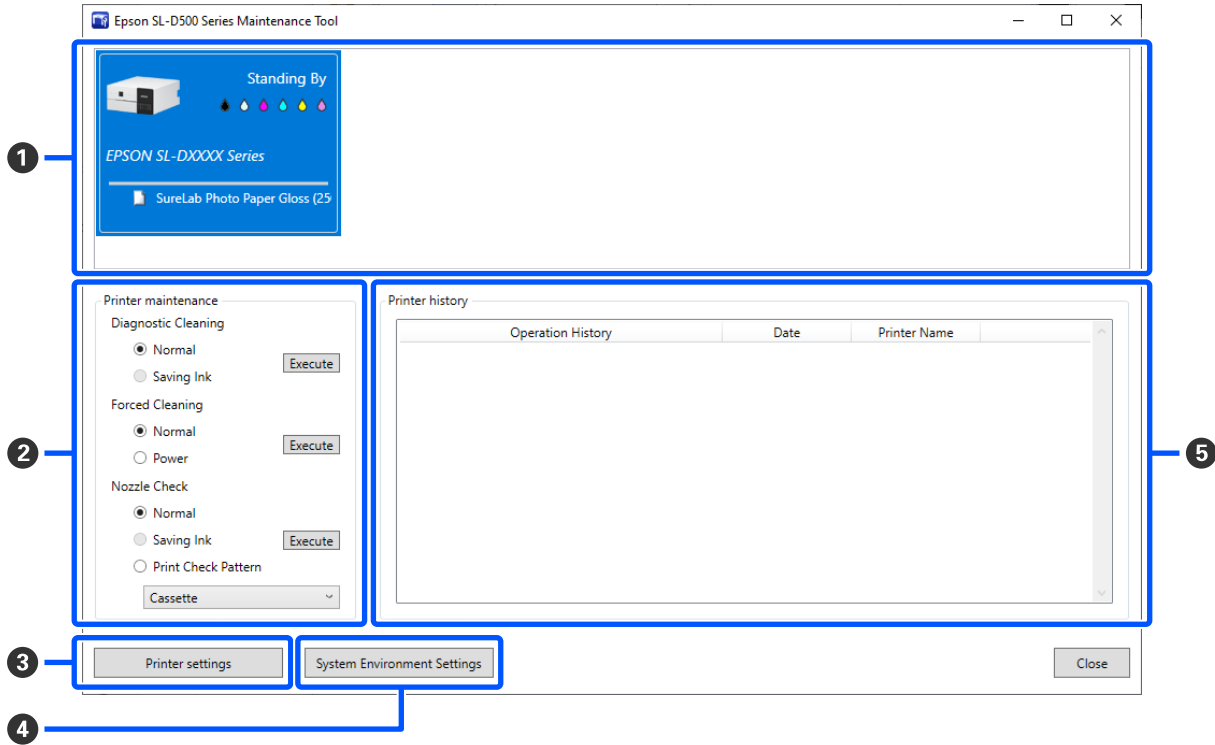 Epson SL-D500 Series Maintenance Tool
Standing By
EPSON SL-DXXXX Series
SureLab Photo Paper Gloss (25
1
Printer maintenance
Diagnostic Cleaning
Normal
Saving Ink
Execute
Forced Cleaning
Normal
Power
Execute
Nozzle Check
Normal
Saving Ink
Execute
Print Check Pattern
Cassette
2
Printer history
Operation History Date Printer Name
5
3
Printer settings
System Environment Settings
Close
4